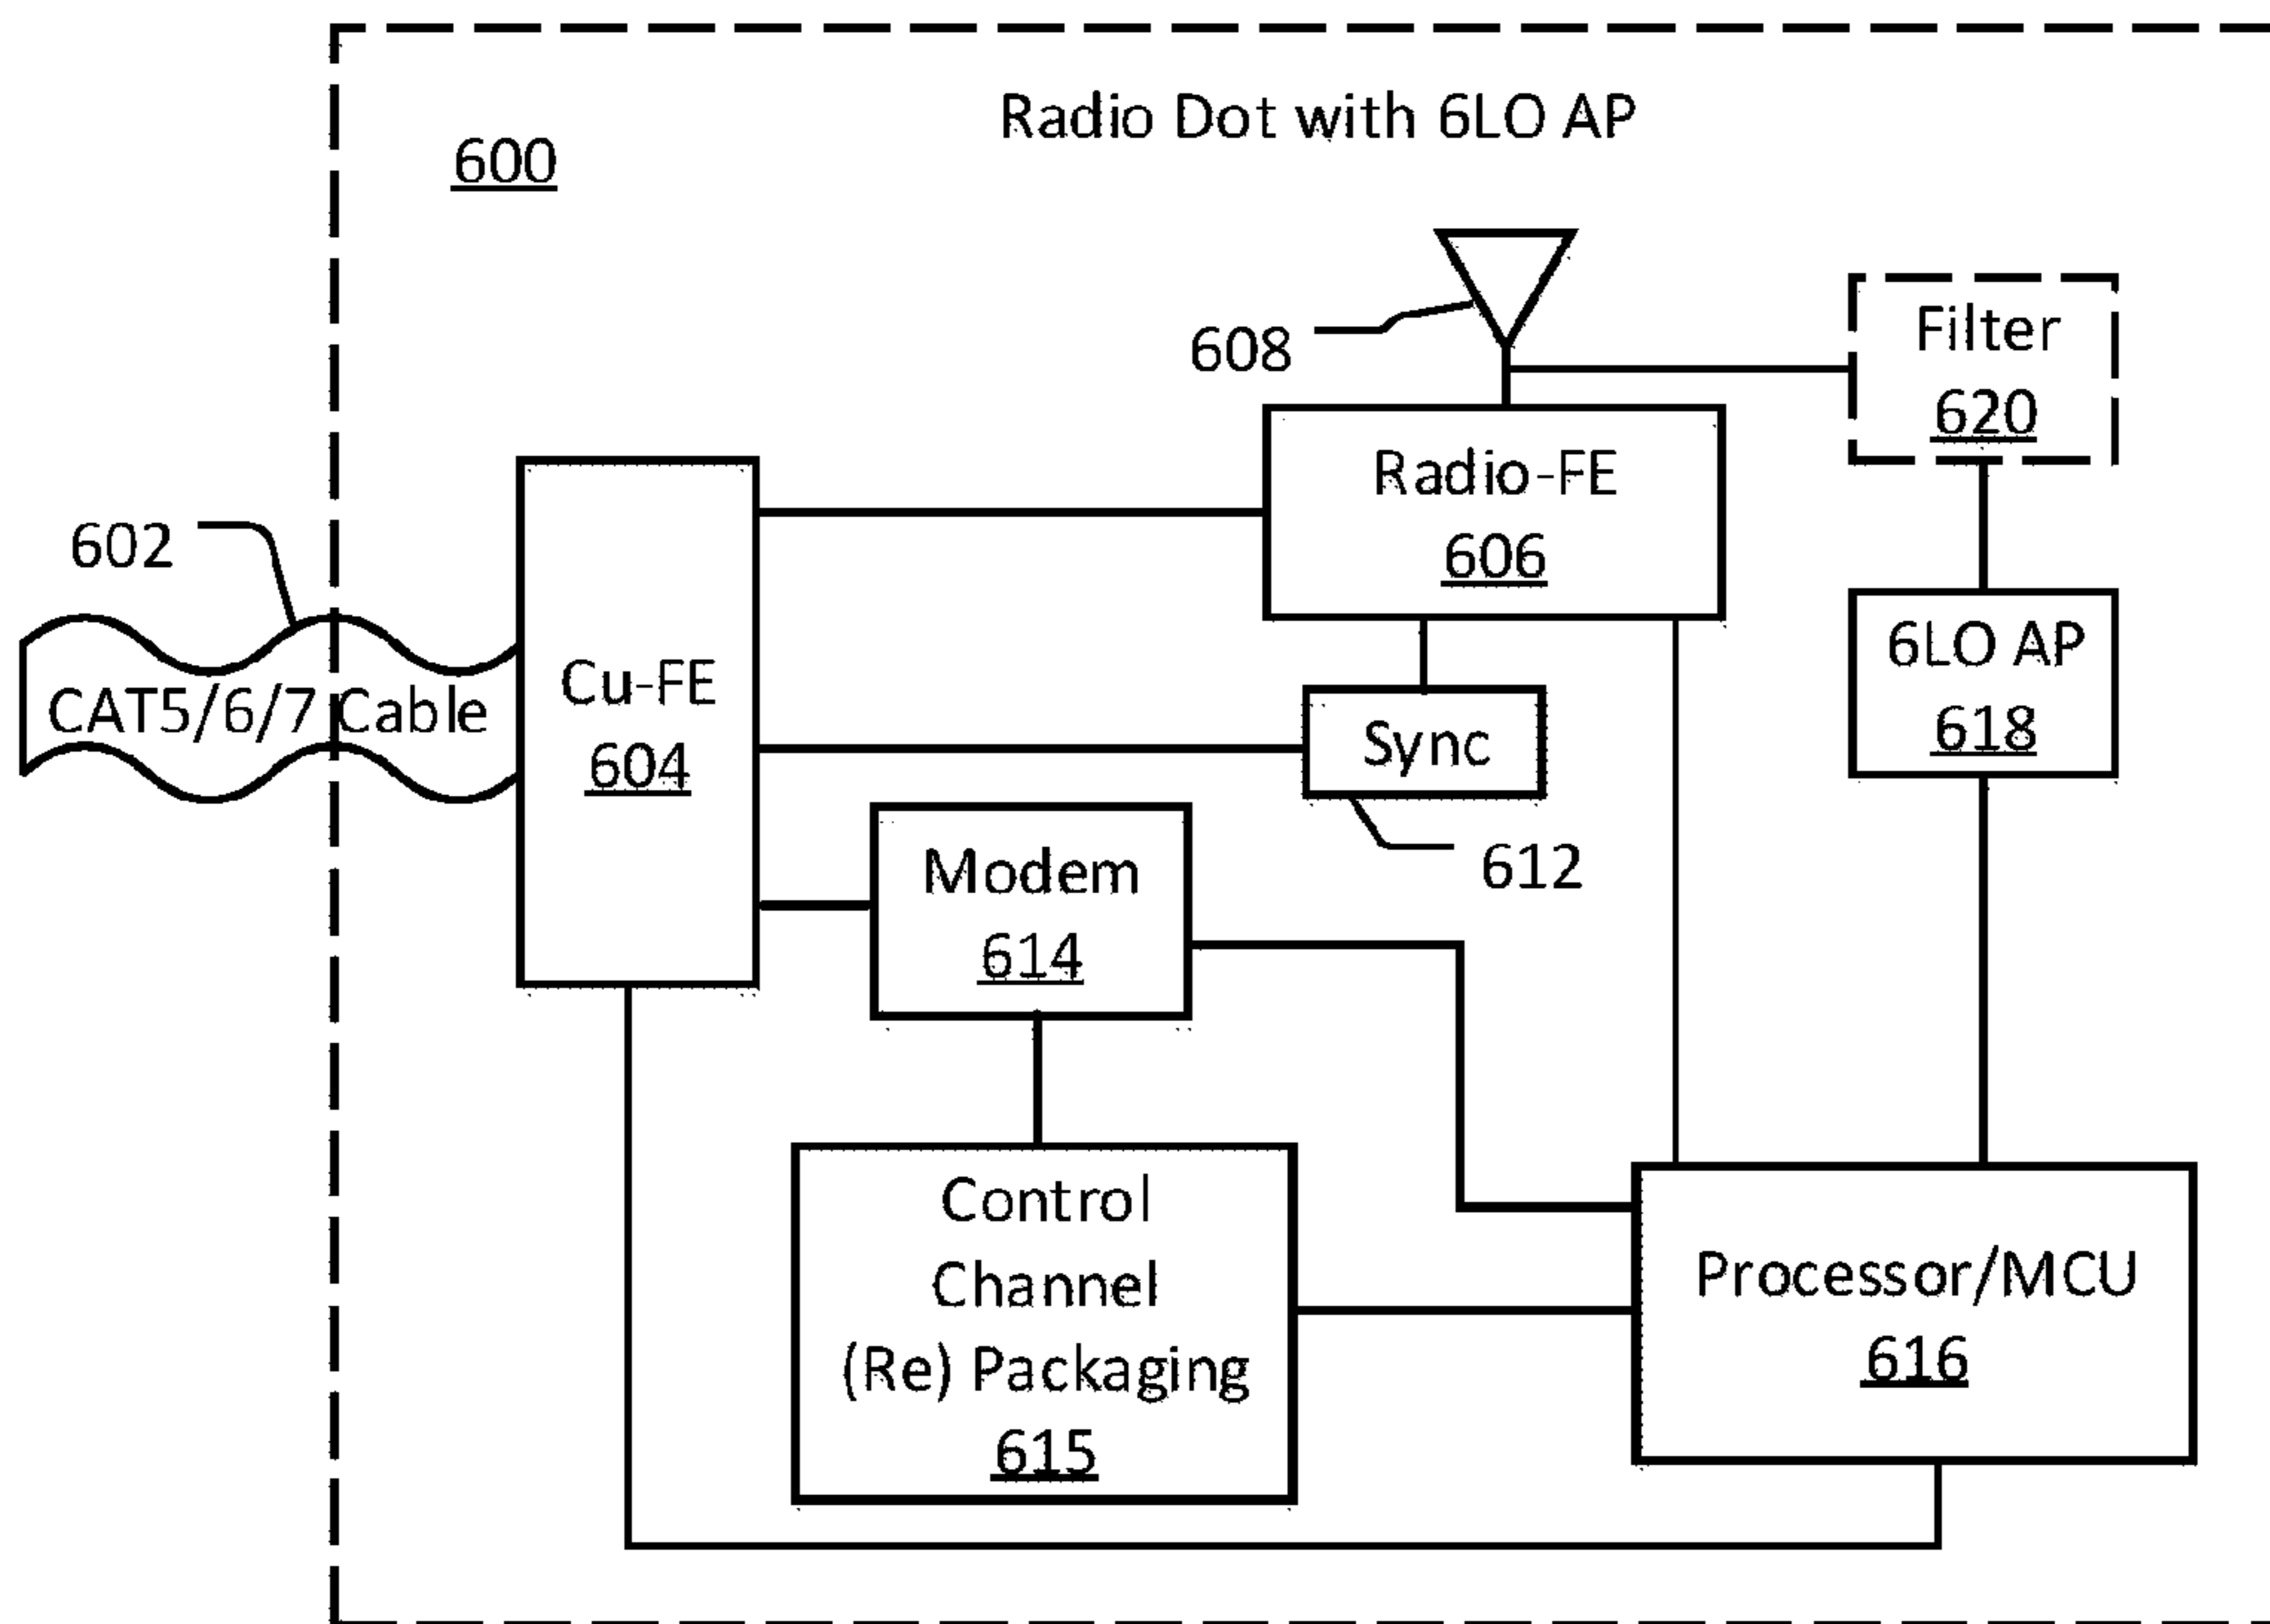 Radio Dot with 6LO AP
600
608
Filter
620
Radio-FE
606
602
CAT5/6/7 Cable
Cu-FE
604
6LO AP
618
Sync
612
Modem
614
Control
Channel
(Re) Packaging
615
Processor/MCU
616